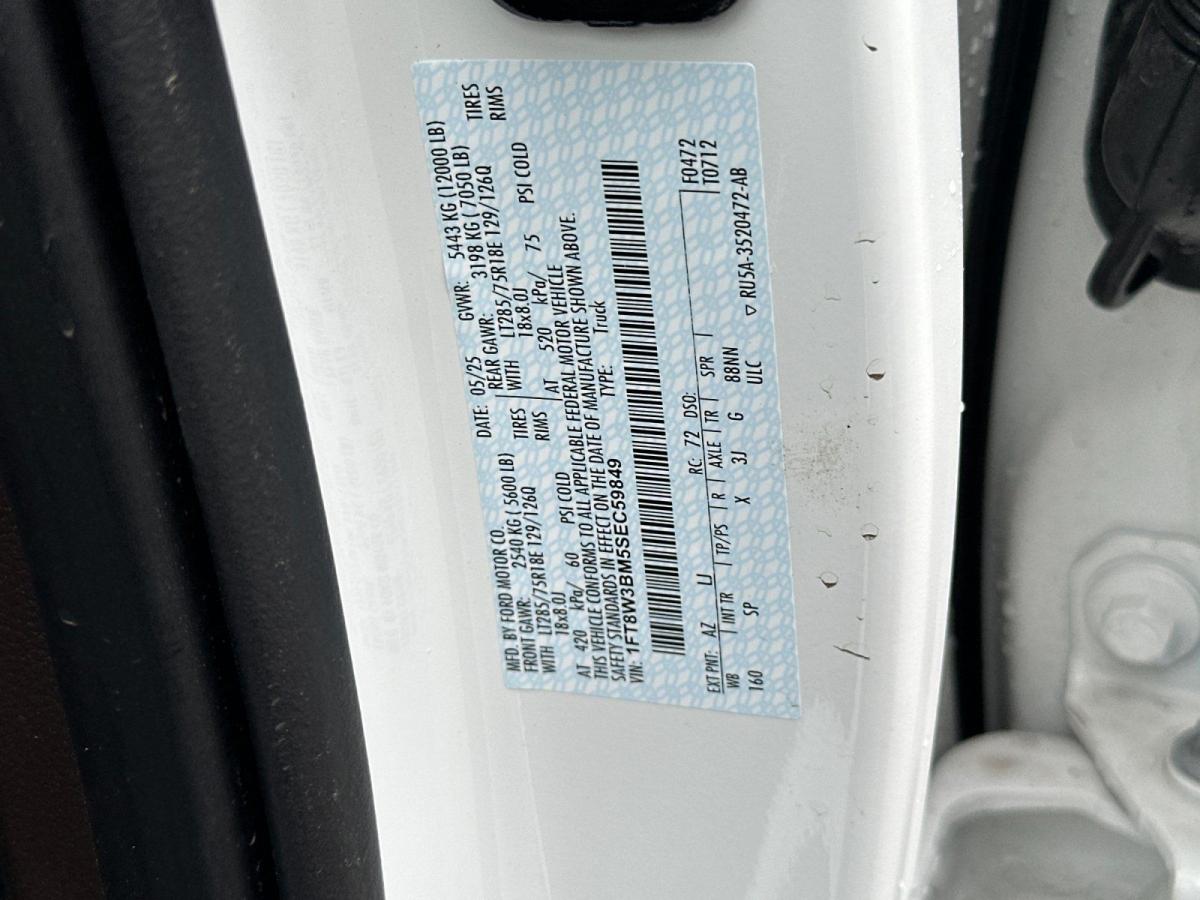 MFD. BY FORD MOTOR CO.
DATE: 05/25 GVWR: 5443 KG (12000 LB)
FRONT GAWR: 2540 KG ( 5600 LB)
REAR GAWR: 3198 KG ( 7050 LB)
WITH LT285/75R18E 129/126Q TIRES
WITH LT285/75R18E 129/126Q TIRES
18x8.0J RIMS
18x8.0J RIMS
AT 420 kPa/ 60 PSI COLD
AT 520 kPa/ 75 PSI COLD
THIS VEHICLE CONFORMS TO ALL APPLICABLE FEDERAL MOTOR VEHICLE
SAFETY STANDARDS IN EFFECT ON THE DATE OF MANUFACTURE SHOWN ABOVE.
VIN: 1FT8W3BM5SEC59849
TYPE: Truck
F0472
T0712
EXT PNT: AZ LJ RC: 72 DSO:
WB INT TR TP/PS R AXLE TR SPR
160 SP X 3J G 88NN
ULC
▽ RU5A-3520472-AB